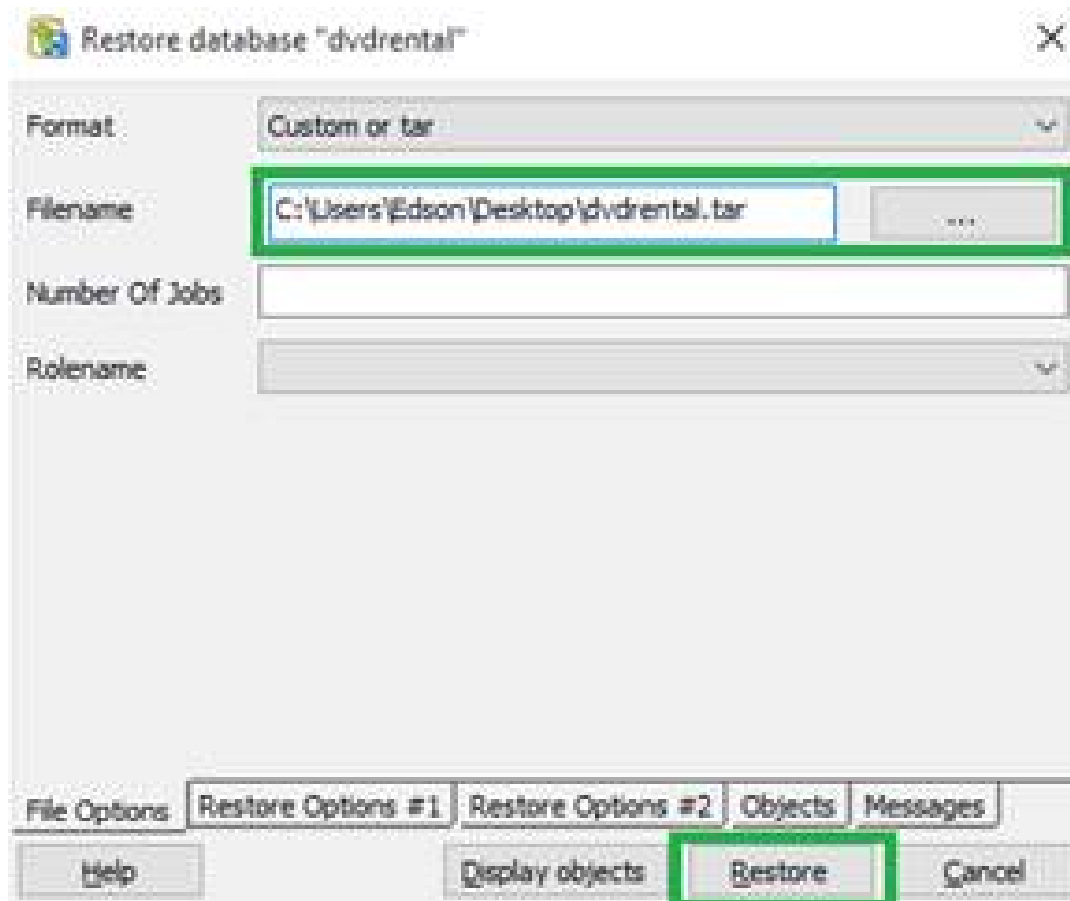 Restore database "dvdrental"
Format Custom or tar
Filename C:\Users\Edson\Desktop\dvdrental.tar ...
Number Of Jobs
Rolename
File Options Restore Options #1 Restore Options #2 Objects Messages
Help Display objects Restore Cancel